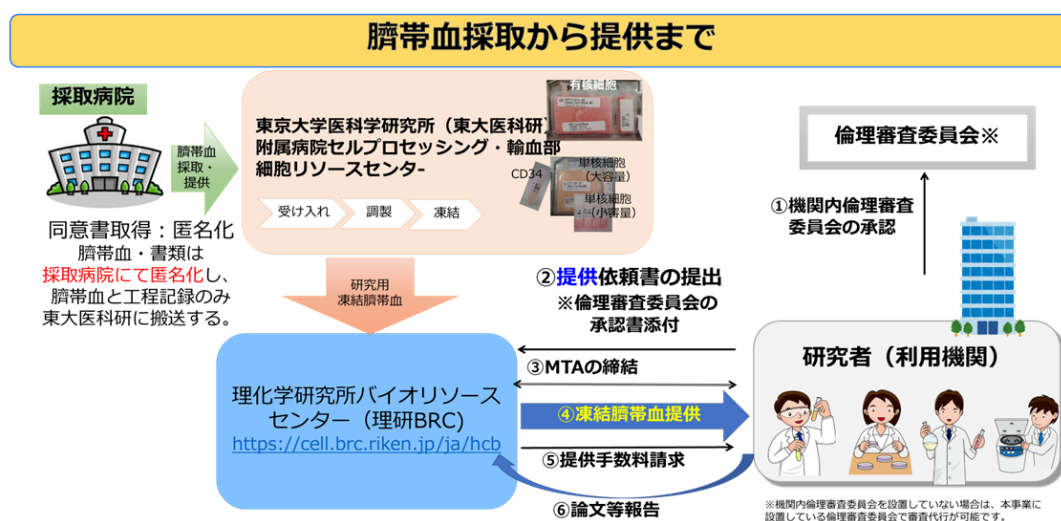 臍帯血採取から提供まで
採取病院
臍帯血
採取・
提供
同意書取得：匿名化
臍帯血・書類は
採取病院にて匿名化し、
臍帯血と工程記録のみ
東大医科研に搬送する。
東京大学医科学研究所（東大医科研）
附属病院セルプロセッシング・輸血部
細胞リソースセンタ-
受け入れ
調製
凍結
有核細胞
CD34
単核細胞
（大容量）
単核細胞
（小容量）
研究用
凍結臍帯血
理化学研究所バイオリソース
センター（理研BRC)
https://cell.brc.riken.jp/ja/hcb
倫理審査委員会※
①機関内倫理審査
委員会の承認
②提供依頼書の提出
※倫理審査委員会の
承認書添付
③MTAの締結
④凍結臍帯血提供
⑤提供手数料請求
⑥論文等報告
研究者（利用機関）
※機関内倫理審査委員会を設置していない場合は、本事業に
設置している倫理審査委員会で審査代行が可能です。